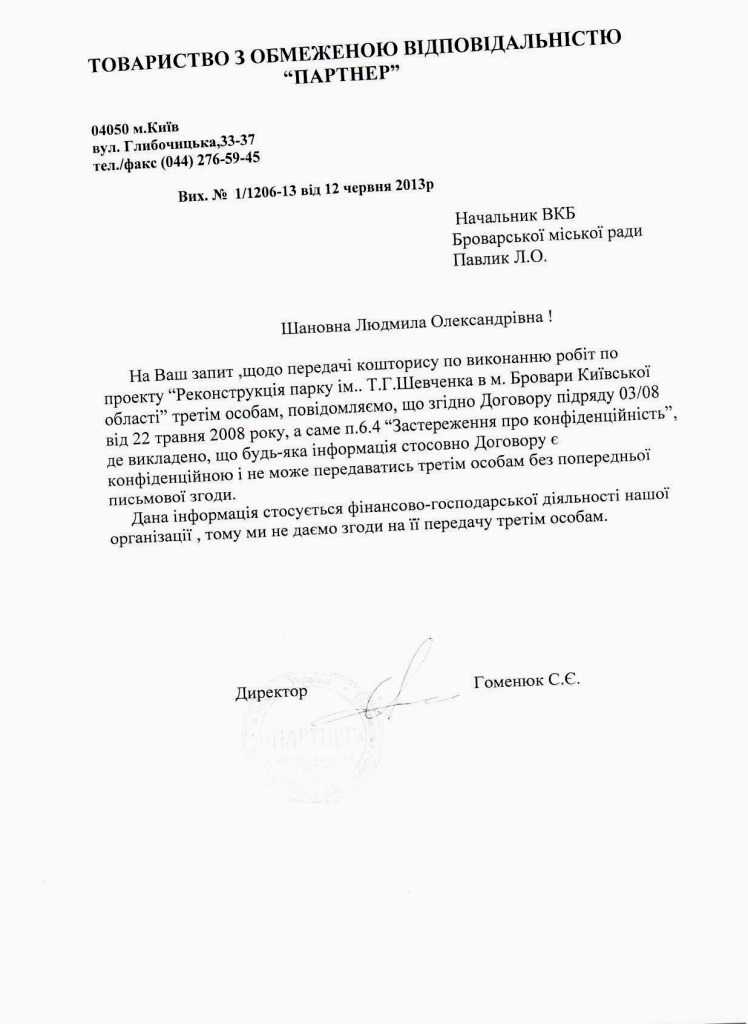 ТОВАРИСТВО З ОБМЕЖЕНОЮ ВІДПОВІДАЛЬНІСТЮ
“ПАРТНЕР”
04050 м.Київ
вул. Глибочицька,33-37
тел./факс (044) 276-59-45
Вих. № 1/1206-13 від 12 червня 2013р
Начальник ВКБ
Броварської міської ради
Павлик Л.О.
Шановна Людмила Олександрівна !
На Ваш запит ,щодо передачі кошторису по виконанню робіт по
проекту “Реконструкція парку ім.. Т.Г.Шевченка в м. Бровари Київської
області” третім особам, повідомляємо, що згідно Договору підряду 03/08
від 22 травня 2008 року, а саме п.6.4 “Застереження про конфіденційність”,
де викладено, що будь-яка інформація стосовно Договору є
конфіденційною і не може передаватись третім особам без попередньої
письмової згоди.
Дана інформація стосується фінансово-господарської діяльності нашої
організації , тому ми не даємо згоди на її передачу третім особам.
Директор
Гоменюк С.Є.
«ПАРТНЕР»